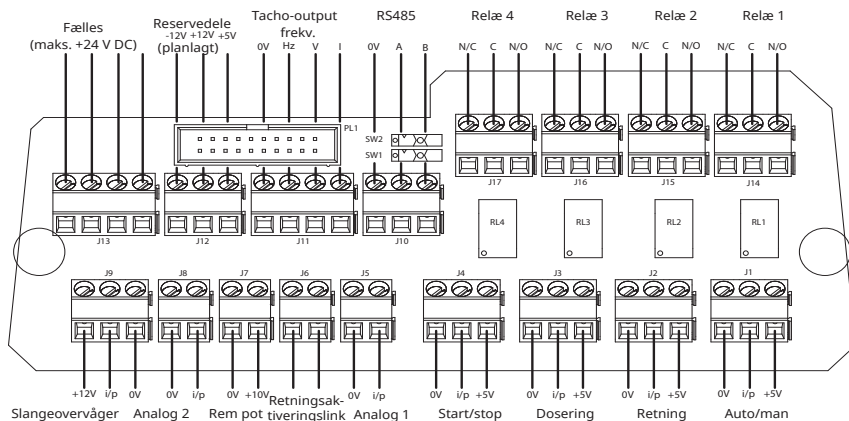 Fælles
(maks. +24 V DC)
Reservedele
-12V +12V +5V
(planlagt)
Tacho-output
frekv.
0V Hz V I
RS485
0V A B
Relæ 4
N/C C N/O
Relæ 3
N/C C N/O
Relæ 2
N/C C N/O
Relæ 1
N/C C N/O
PL1
SW2
SW1
J13
J12
J11
J10
J17
J16
J15
J14
RL4
RL3
RL2
RL1
J9
J8
J7
J6
J5
J4
J3
J2
J1
+12V i/p 0V
Slangeovervåger
0V i/p
Analog 2
0V +10V
Rem pot
Retningsak-
tiveringslink
0V i/p
Analog 1
0V i/p +5V
Start/stop
0V i/p +5V
Dosering
0V i/p +5V
Retning
0V i/p +5V
Auto/man